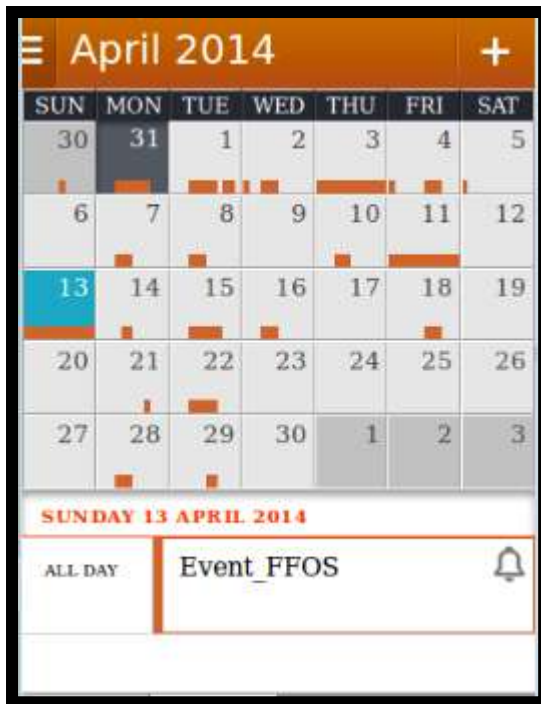 April 2014 +
SUN MON TUE WED THU FRI SAT
30 31 1 2 3 4 5
6 7 8 9 10 11 12
13 14 15 16 17 18 19
20 21 22 23 24 25 26
27 28 29 30 1 2 3
SUNDAY 13 APRIL 2014
ALL DAY Event_FFOS